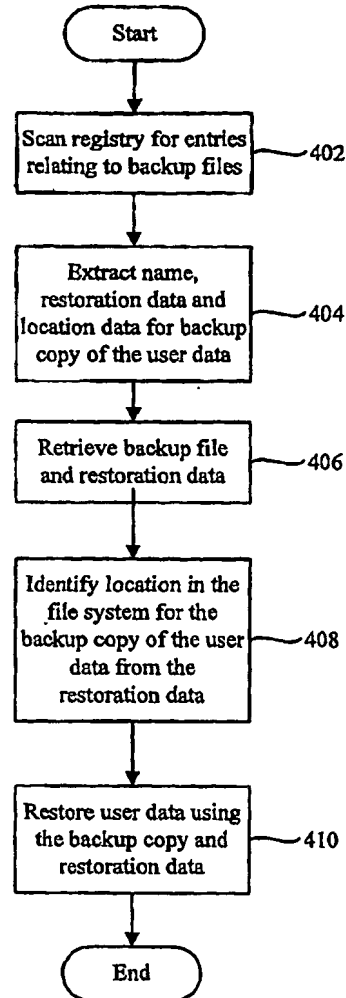 Start
Scan registry for entries
relating to backup files
402
Extract name,
restoration data and
location data for backup
copy of the user data
404
Retrieve backup file
and restoration data
406
Identify location in the
file system for the
backup copy of the user
data from the
restoration data
408
Restore user data using
the backup copy and
restoration data
410
End